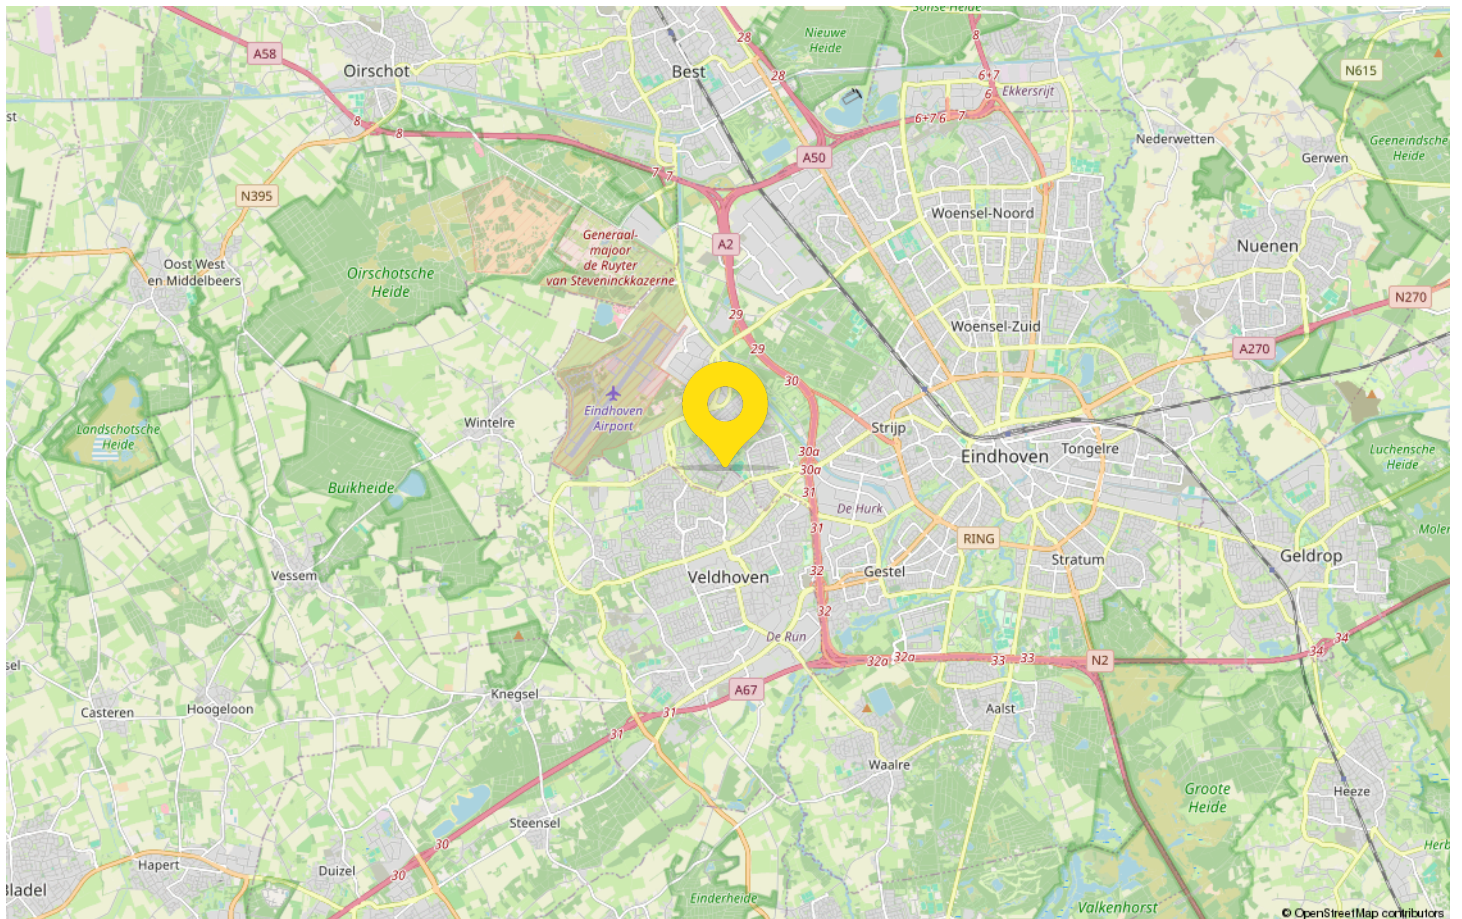 Sonse Heide
28
8
A58
Nieuwe
Heide
Oirschot
Best
28
6+7
N615
6
Ekkersrijt
8
8
6+7
6
7
st
Nederwetten
Geeneindsche
Heide
A50
Gerwen
7
7
N395
Woensel-Noord
Generaal-
majoor
de Ruyter
van Steveninckkazerne
A2
Nuenen
Oost West
en Middelbeers
Oirschotsche
Heide
N270
29
Woensel-Zuid
29
A270
30
Landschotsche
Heide
Wintelre
Eindhoven
Airport
Strijp
30a
Eindhoven
Tongelre
Luchensche
Heide
30a
Buikheide
31
De Hurk
31
RING
Molen
Vessem
Veldhoven
32
Gestel
Stratum
Geldrop
32
De Run
34
sel
32a
32a
33
33
N2
34
Knegsel
A67
Casteren
Hoogeloon
31
Aalst
31
Waalre
Groote
Heide
Heeze
Steensel
30
Herb
Hapert
Duizel
30
Bladel
Einderheide
Valkenhorst
© OpenStreetMap contributors